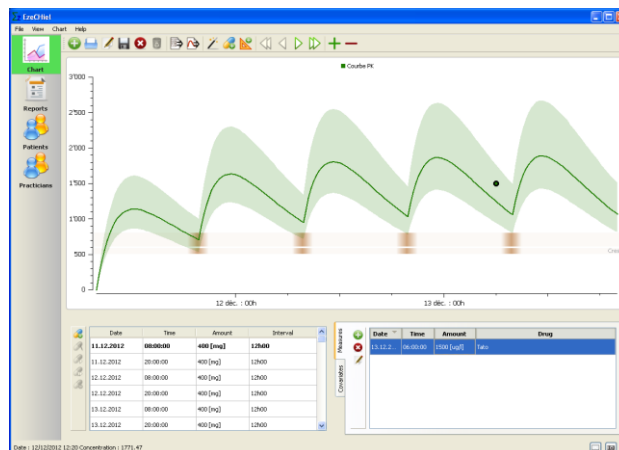 EzeCHiel
File View Chart Help
Chart
Reports
Patients
Practicians
Courbe PK
3'000
2'500
2'000
1'500
1'000
500
0
12 déc. : 00h
13 déc. : 00h
Date Time Amount Interval
11.12.2012 08:00:00 400 [mg] 12h00
11.12.2012 20:00:00 400 [mg] 12h00
12.12.2012 08:00:00 400 [mg] 12h00
12.12.2012 20:00:00 400 [mg] 12h00
13.12.2012 08:00:00 400 [mg] 12h00
13.12.2012 20:00:00 400 [mg] 12h00
Measures
Covariates
Date Time Amount Drug
13.12.2... 06:00:00 1500 [ug/l] Tato
Date : 12/12/2012 12:20 Concentration : 1771.47